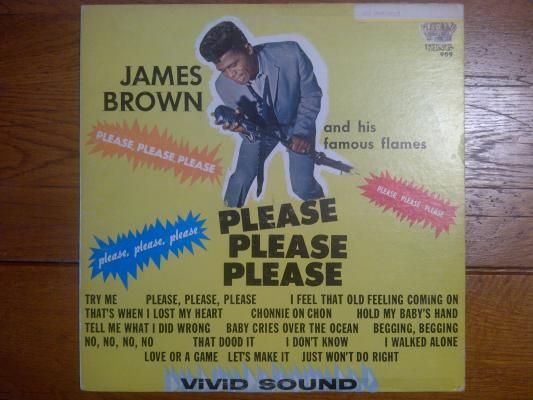 KING
909
JAMES
BROWN
and his
famous flames
PLEASE, PLEASE, PLEASE
PLEASE, PLEASE, PLEASE
please, please, please
PLEASE
PLEASE
PLEASE
TRY ME PLEASE, PLEASE, PLEASE I FEEL THAT OLD FEELING COMiNG ON
THAT'S WHEN I LOST MY HEART CHONNIE ON CHON HOLD MY BABY'S HAND
TELL ME WHAT I DID WRONG BABY CRIES OVER THE OCEAN BEGGING, BEGGING
NO, NO, NO, NO THAT DOOD IT I DON'T KNOW I WALKED ALONE
LOVE OR A GAME LET'S MAKE IT JUST WON'T DO RIGHT
ViViD SOUND